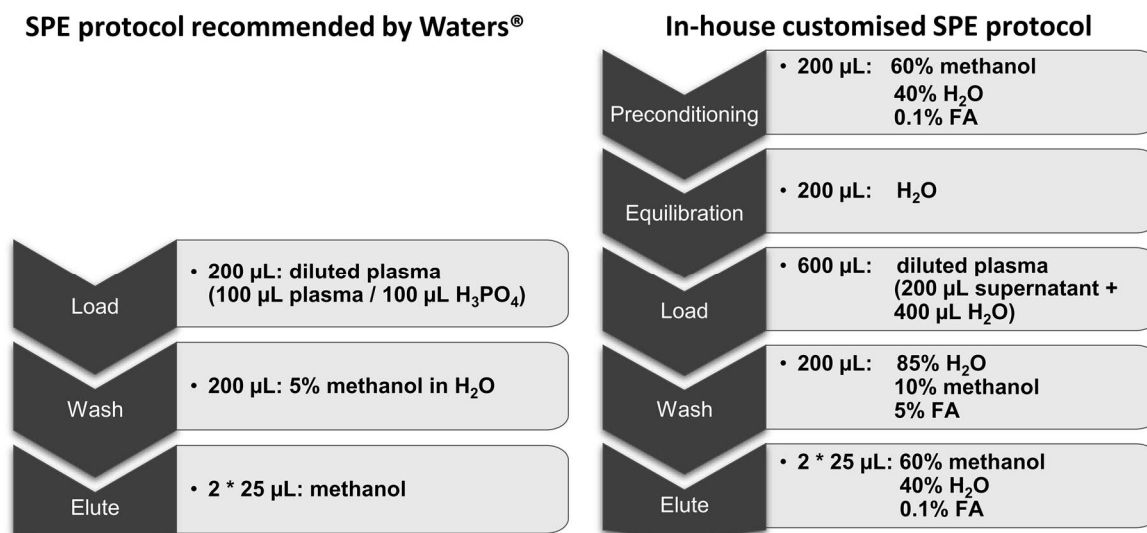 SPE protocol recommended by Waters®
Load
• 200 µL: diluted plasma
(100 µL plasma / 100 µL H₃PO₄)
Wash
• 200 µL: 5% methanol in H₂O
Elute
• 2 * 25 µL: methanol
In-house customised SPE protocol
Preconditioning
• 200 µL: 60% methanol
40% H₂O
0.1% FA
Equilibration
• 200 µL: H₂O
Load
• 600 µL: diluted plasma
(200 µL supernatant +
400 µL H₂O)
Wash
• 200 µL: 85% H₂O
10% methanol
5% FA
Elute
• 2 * 25 µL: 60% methanol
40% H₂O
0.1% FA